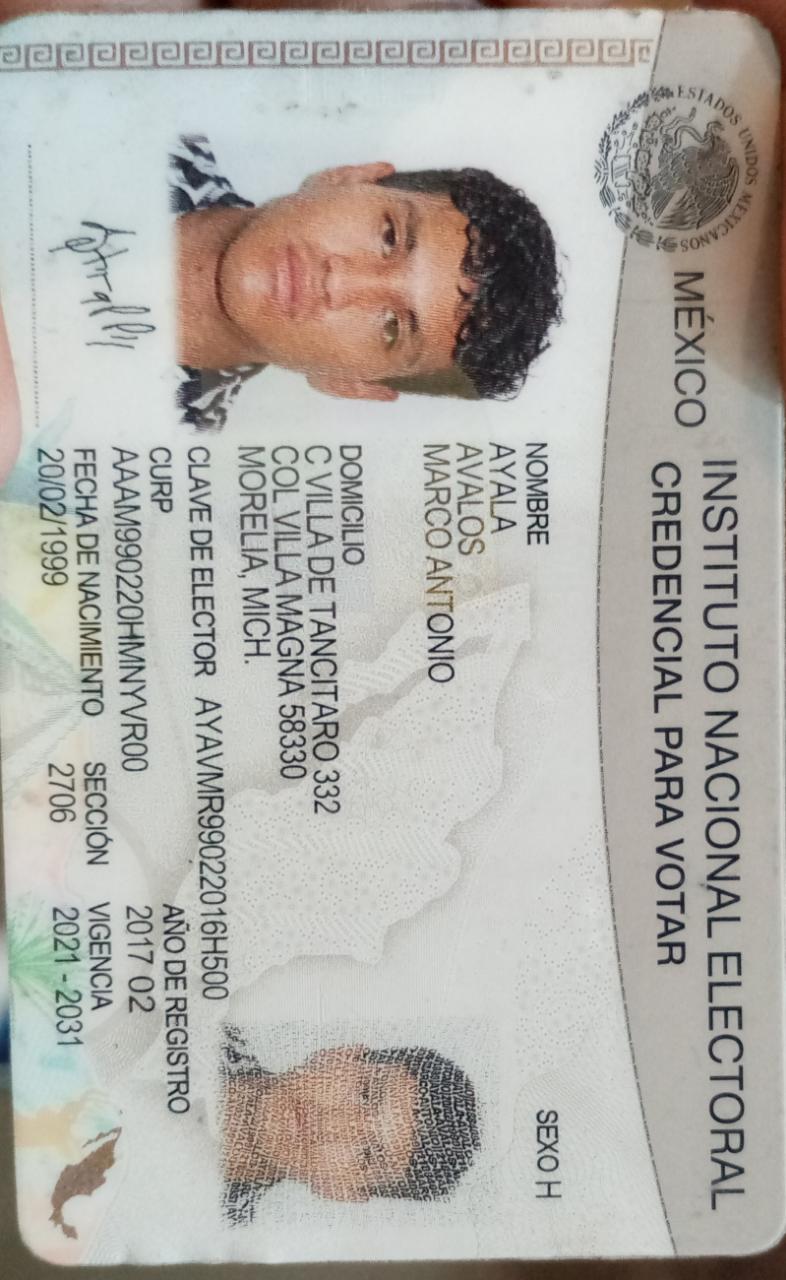 ESTADOS UNIDOS MEXICANOS
MÉXICO
INSTITUTO NACIONAL ELECTORAL
CREDENCIAL PARA VOTAR
NOMBRE
AYALA
AVALOS
MARCO ANTONIO
SEXO H
DOMICILIO
C VILLA DE TANCITARO 332
COL VILLA MAGNA 58330
MORELIA, MICH.
CLAVE DE ELECTOR AYAVMR99022016H500
CURP
AAAM990220HMNYVR00
AÑO DE REGISTRO
2017 02
FECHA DE NACIMIENTO
20/02/1999
SECCIÓN
2706
VIGENCIA
2021 - 2031